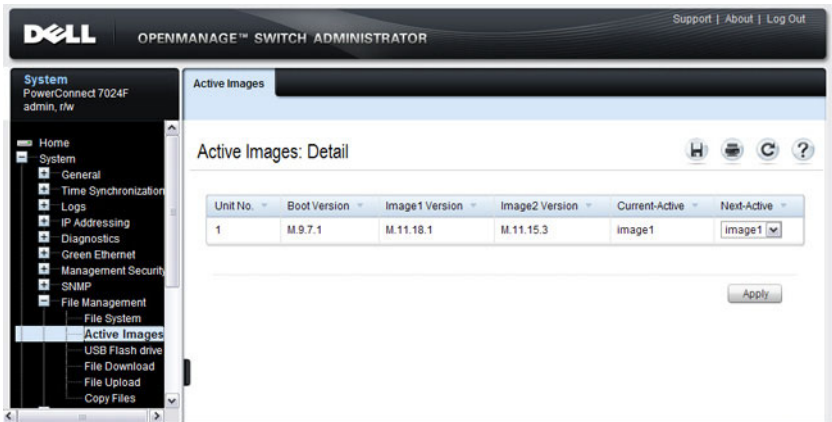 Support | About | Log Out
DELL OPENMANAGE™ SWITCH ADMINISTRATOR
System
PowerConnect 7024F
admin, r/w
Active Images
Home
System
General
Time Synchronization
Logs
IP Addressing
Diagnostics
Green Ethernet
Management Security
SNMP
File Management
File System
Active Images
USB Flash drive
File Download
File Upload
Copy Files
Active Images: Detail
Unit No. Boot Version Image1 Version Image2 Version Current-Active Next-Active
1 M.9.7.1 M.11.18.1 M.11.15.3 image1 image1
Apply